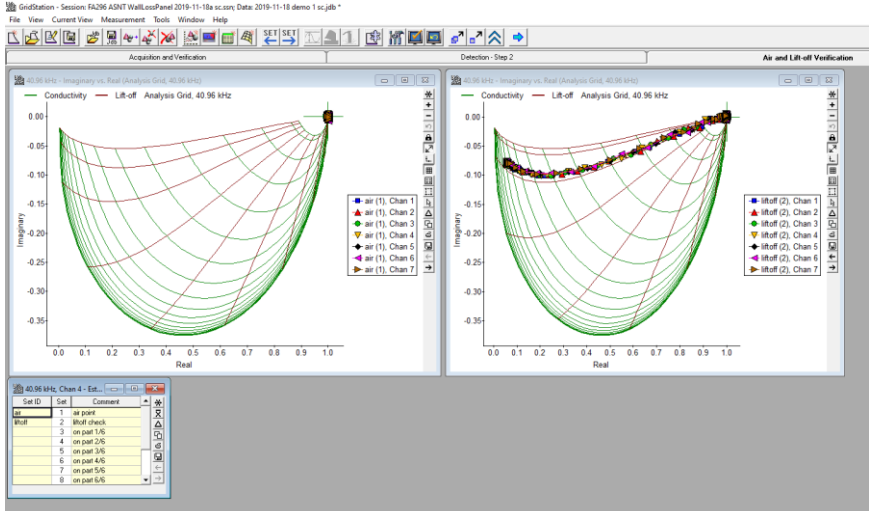 GridStation - Session: FA296 ASNT WallLossPanel 2019-11-18a sc.ssn; Data: 2019-11-18 demo 1 sc.jdb *
File View Current View Measurement Tools Window Help
SET SET
Acquisition and Verification Detection - Step 2 Air and Lift-off Verification
40.96 kHz - Imaginary vs. Real (Analysis Grid, 40.96 kHz)
Conductivity Lift-off Analysis Grid, 40.96 kHz
0.00
-0.05
-0.10
-0.15
-0.20
-0.25
-0.30
-0.35
Imaginary
0.0 0.1 0.2 0.3 0.4 0.5 0.6 0.7 0.8 0.9 1.0
Real
air (1), Chan 1
air (1), Chan 2
air (1), Chan 3
air (1), Chan 4
air (1), Chan 5
air (1), Chan 6
air (1), Chan 7
40.96 kHz - Imaginary vs. Real (Analysis Grid, 40.96 kHz)
Conductivity Lift-off Analysis Grid, 40.96 kHz
0.00
-0.05
-0.10
-0.15
-0.20
-0.25
-0.30
-0.35
Imaginary
0.0 0.1 0.2 0.3 0.4 0.5 0.6 0.7 0.8 0.9 1.0
Real
liftoff (2), Chan 1
liftoff (2), Chan 2
liftoff (2), Chan 3
liftoff (2), Chan 4
liftoff (2), Chan 5
liftoff (2), Chan 6
liftoff (2), Chan 7
40.96 kHz, Chan 4 - Est...
Set ID Set Comment
air 1 air point
liftoff 2 liftoff check
3 on part 1/6
4 on part 2/6
5 on part 3/6
6 on part 4/6
7 on part 5/6
8 on part 6/6